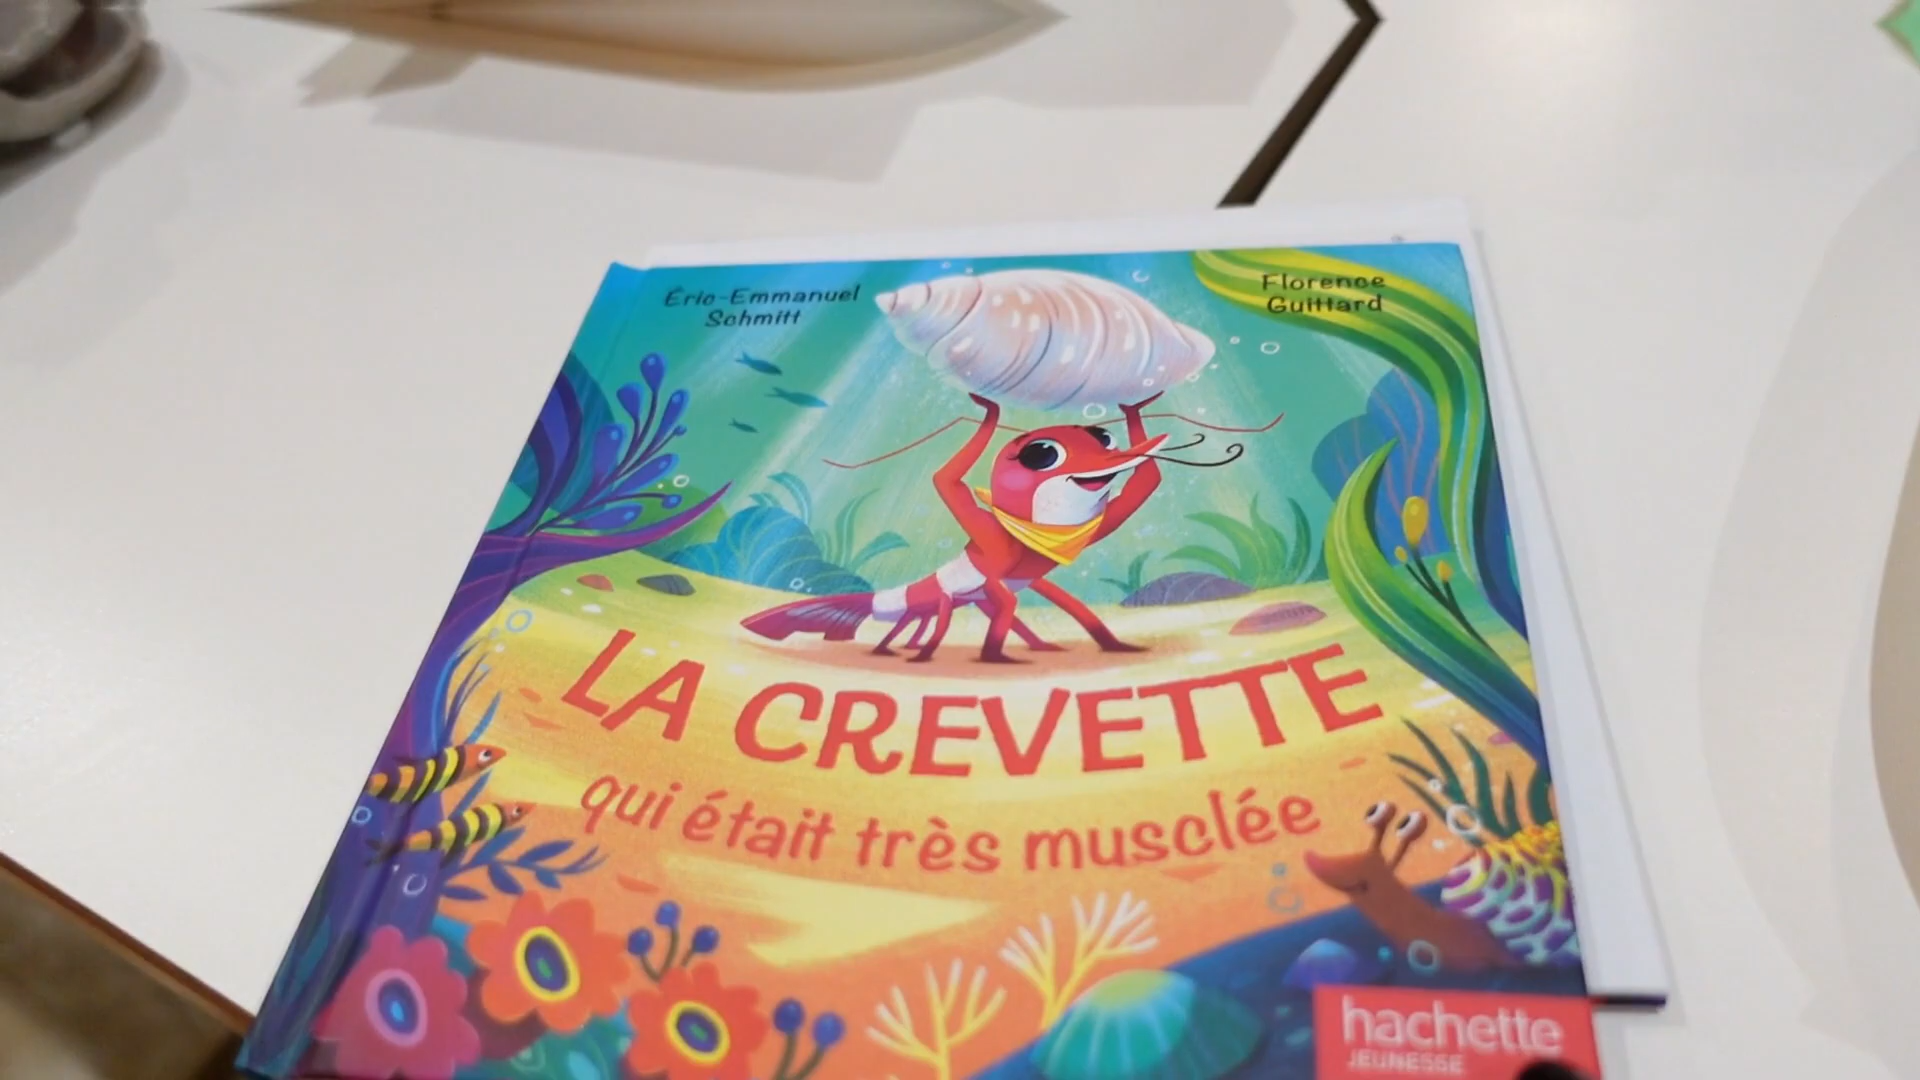 Éric-Emmanuel
Schmitt
Florence
Guittard
LA CREVETTE
qui était très musclée
hachette
JEUNESSE